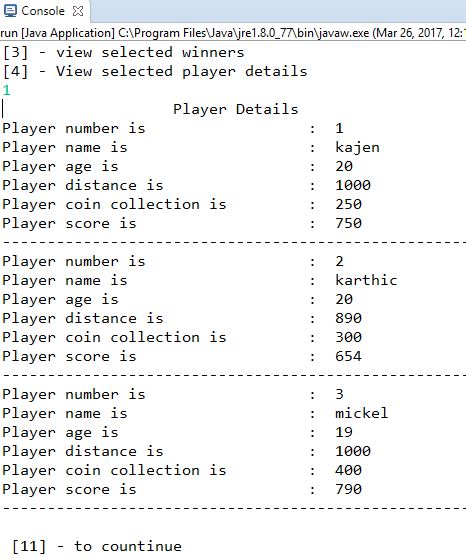 Console
run [Java Application] C:\Program Files\Java\jre1.8.0_77\bin\javaw.exe (Mar 26, 2017, 12:
[3] - view selected winners
[4] - View selected player details
1
Player Details
Player number is : 1
Player name is : kajen
Player age is : 20
Player distance is : 1000
Player coin collection is : 250
Player score is : 750
--------------------------------------------------------
Player number is : 2
Player name is : karthic
Player age is : 20
Player distance is : 890
Player coin collection is : 300
Player score is : 654
--------------------------------------------------------
Player number is : 3
Player name is : mickel
Player age is : 19
Player distance is : 1000
Player coin collection is : 400
Player score is : 790
--------------------------------------------------------
[11] - to countinue